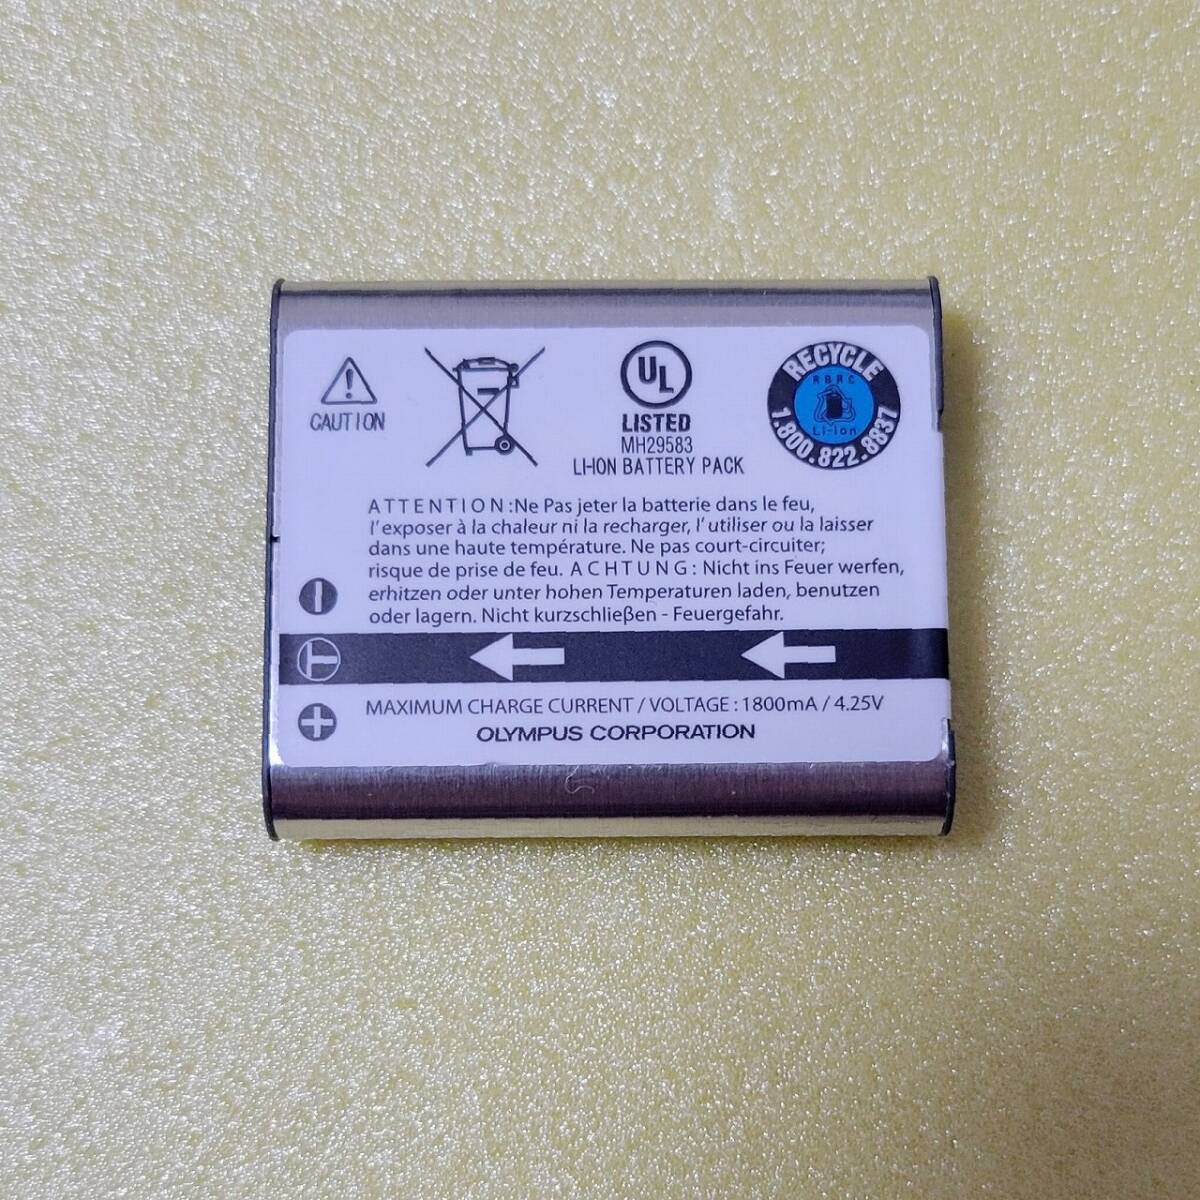 CAUTION
UL
LISTED
MH29583
LI-ION BATTERY PACK
RECYCLE
RBRC
Li-ion
1.800.822.8837
ATTENTION:Ne Pas jeter la batterie dans le feu,
l'exposer à la chaleur ni la recharger, l'utiliser ou la laisser
dans une haute température. Ne pas court-circuiter;
risque de prise de feu. ACHTUNG: Nicht ins Feuer werfen,
erhitzen oder unter hohen Temperaturen laden, benutzen
oder lagern. Nicht kurzschlieβen - Feuergefahr.
T
MAXIMUM CHARGE CURRENT / VOLTAGE : 1800mA / 4.25V
OLYMPUS CORPORATION